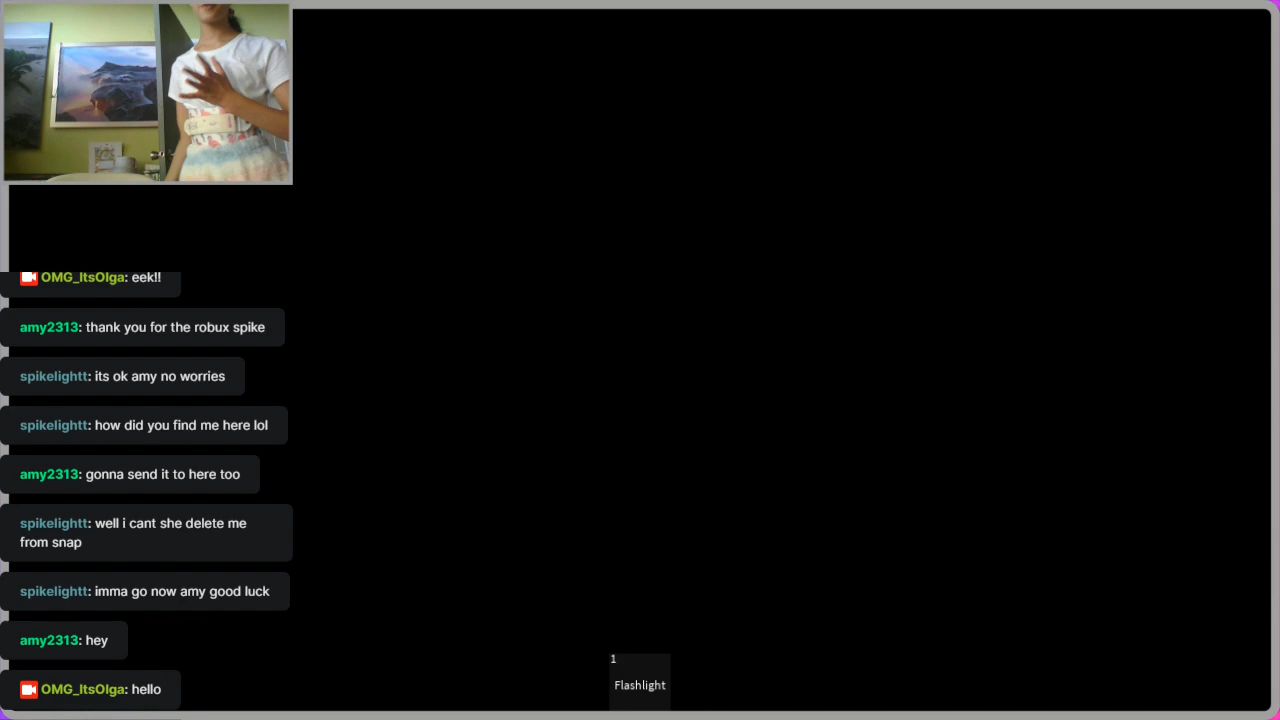 OMG_ItsOlga: eek!!
amy2313: thank you for the robux spike
spikelightt: its ok amy no worries
spikelightt: how did you find me here lol
amy2313: gonna send it to here too
spikelightt: well i cant she delete me
from snap
spikelightt: imma go now amy good luck
amy2313: hey
OMG_ItsOlga: hello
1
Flashlight